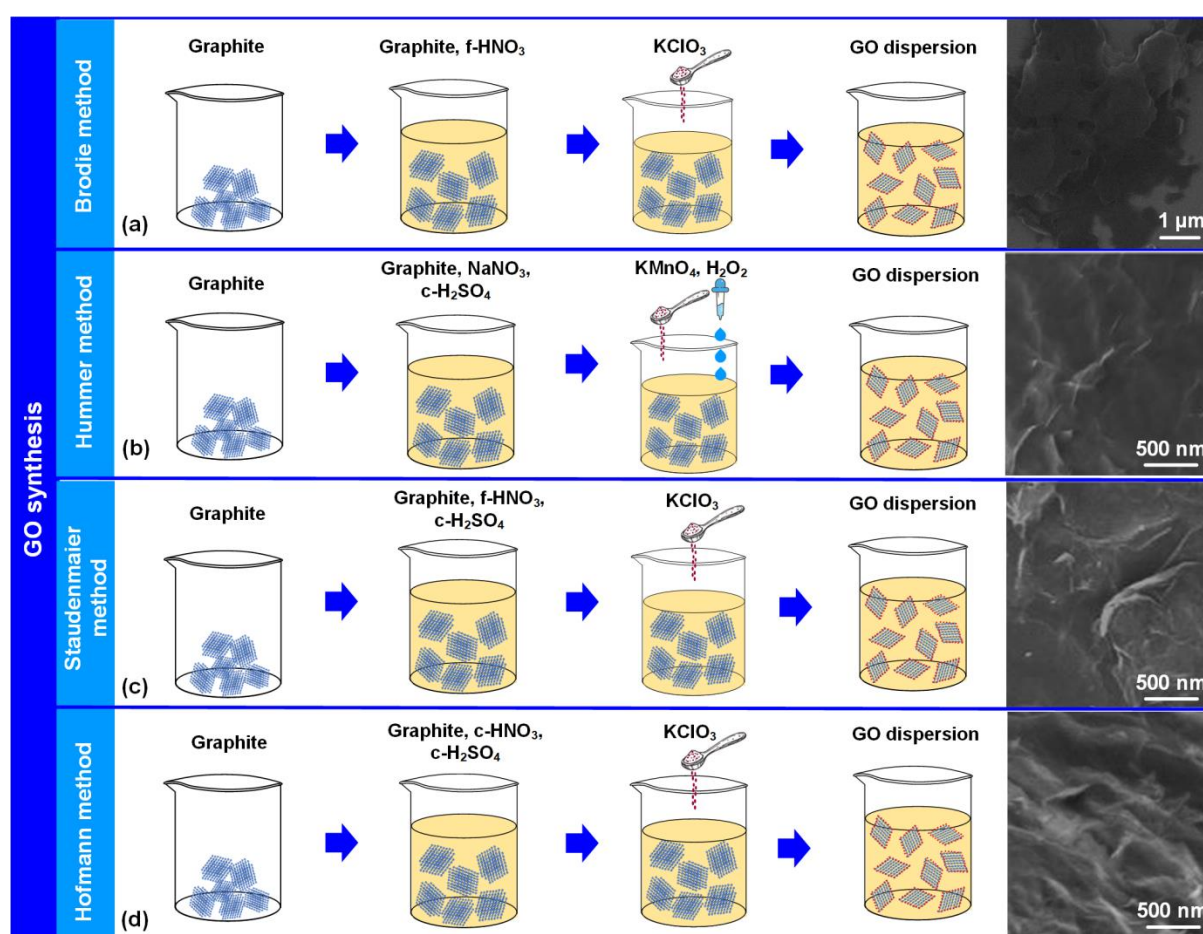 GO synthesis
Brodie method
(a)
Graphite
Graphite, f-HNO₃
KClO₃
GO dispersion
1 µm
Hummer method
(b)
Graphite
Graphite, NaNO₃,
c-H₂SO₄
KMnO₄, H₂O₂
GO dispersion
500 nm
Staudenmaier
method
(c)
Graphite
Graphite, f-HNO₃,
c-H₂SO₄
KClO₃
GO dispersion
500 nm
Hofmann method
(d)
Graphite
Graphite, c-HNO₃,
c-H₂SO₄
KClO₃
GO dispersion
500 nm